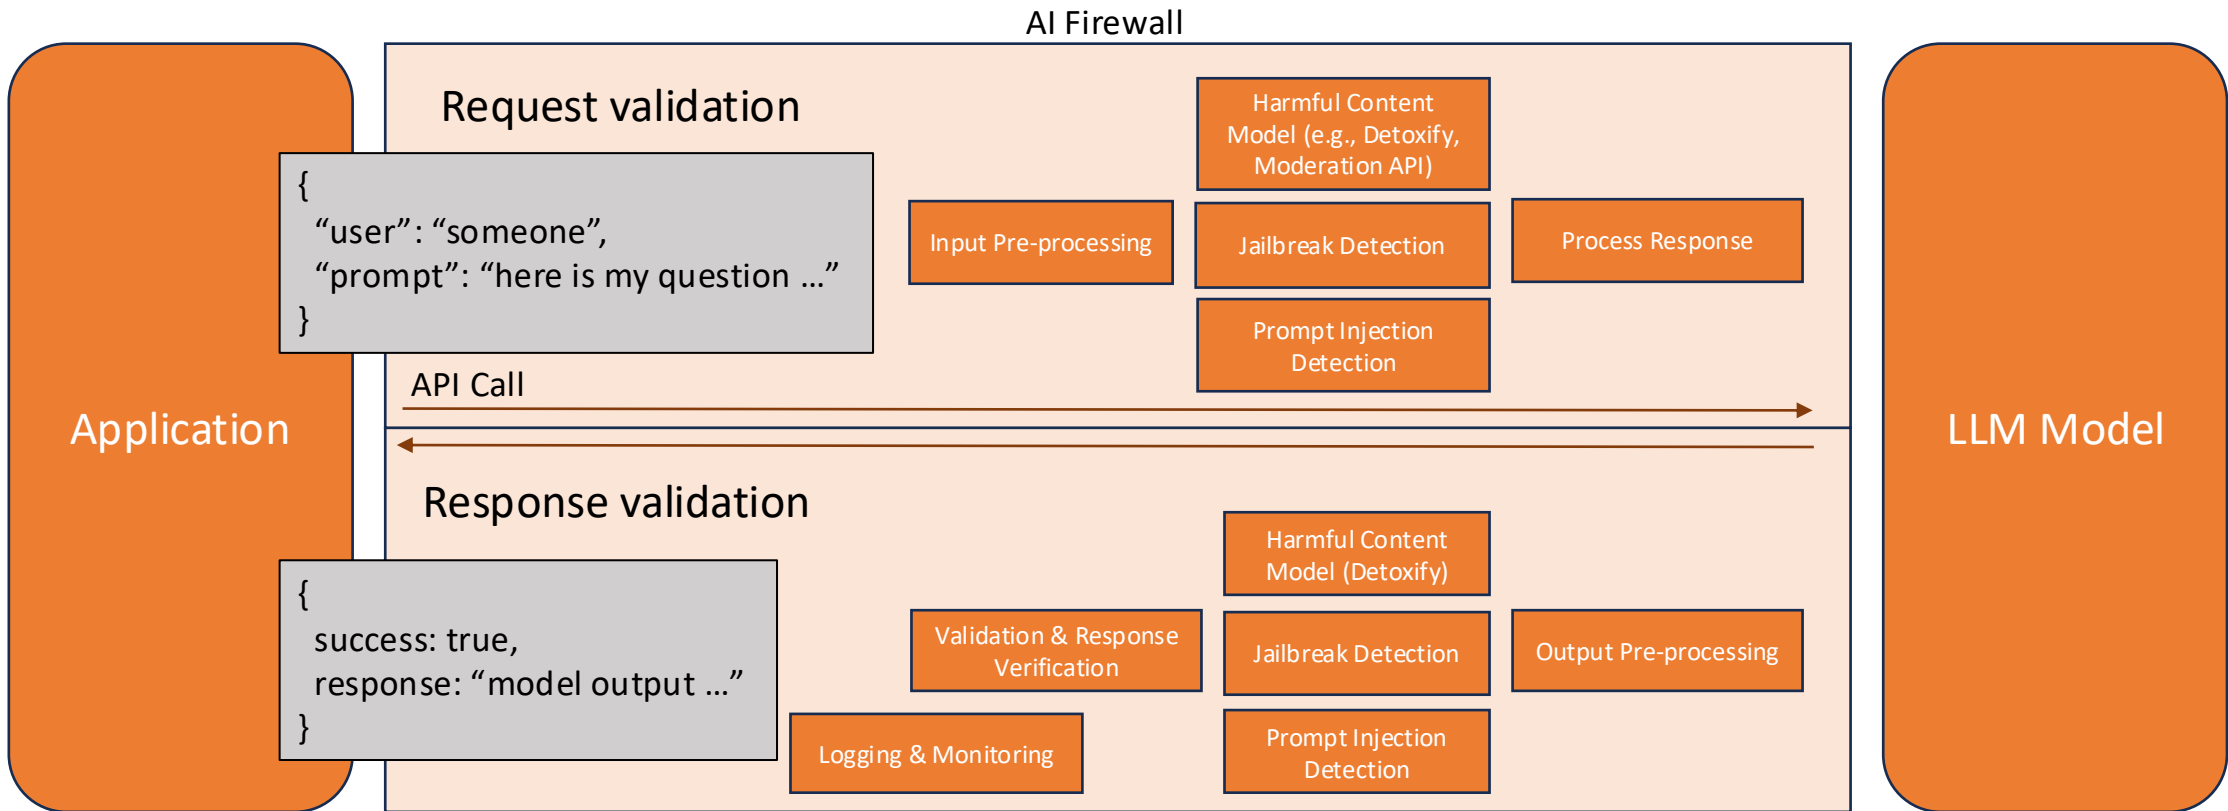 AI Firewall
Application
Request validation
{
“user”: “someone”,
“prompt”: “here is my question …”
}
Input Pre-processing
Harmful Content
Model (e.g., Detoxify,
Moderation API)
Jailbreak Detection
Prompt Injection
Detection
Process Response
API Call
LLM Model
Response validation
{
success: true,
response: “model output …”
}
Validation & Response
Verification
Logging & Monitoring
Harmful Content
Model (Detoxify)
Jailbreak Detection
Prompt Injection
Detection
Output Pre-processing